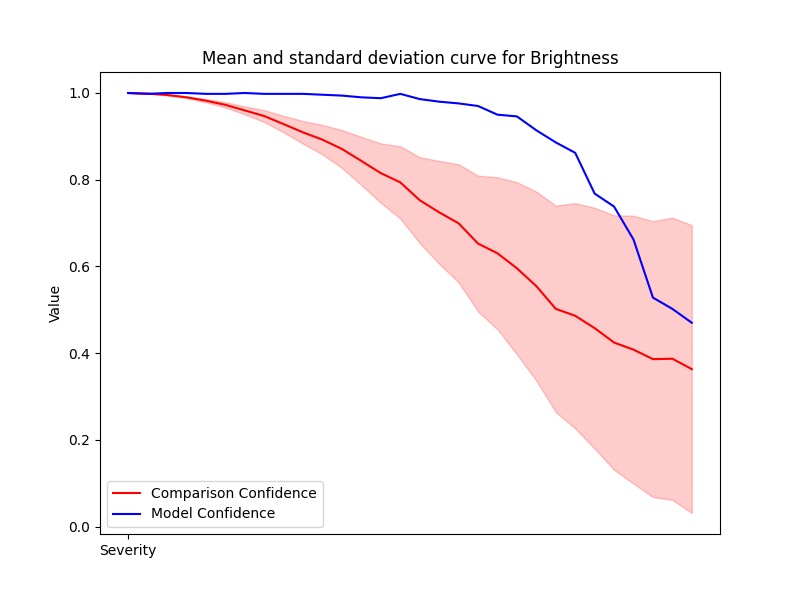 Mean and standard deviation curve for Brightness
Value
1.0
0.8
0.6
0.4
0.2
0.0
Comparison Confidence
Model Confidence
Severity